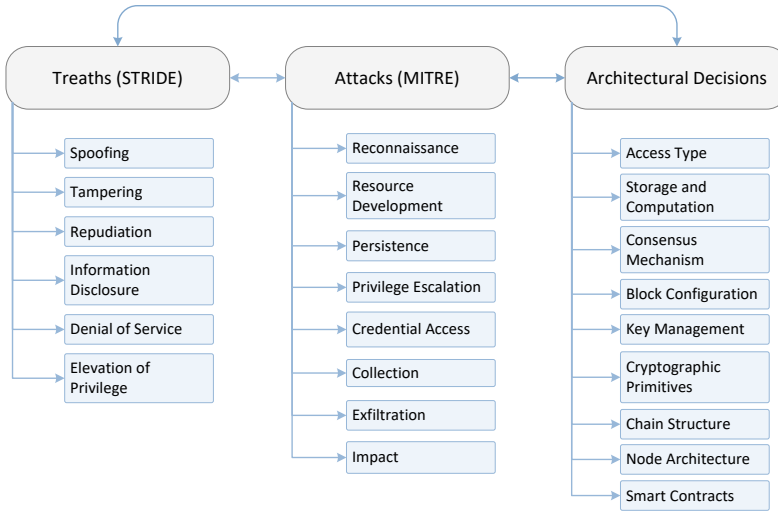 Treaths (STRIDE)
Spoofing
Tampering
Repudiation
Information
Disclosure
Denial of Service
Elevation of
Privilege
Attacks (MITRE)
Reconnaissance
Resource
Development
Persistence
Privilege Escalation
Credential Access
Collection
Exfiltration
Impact
Architectural Decisions
Access Type
Storage and
Computation
Consensus
Mechanism
Block Configuration
Key Management
Cryptographic
Primitives
Chain Structure
Node Architecture
Smart Contracts